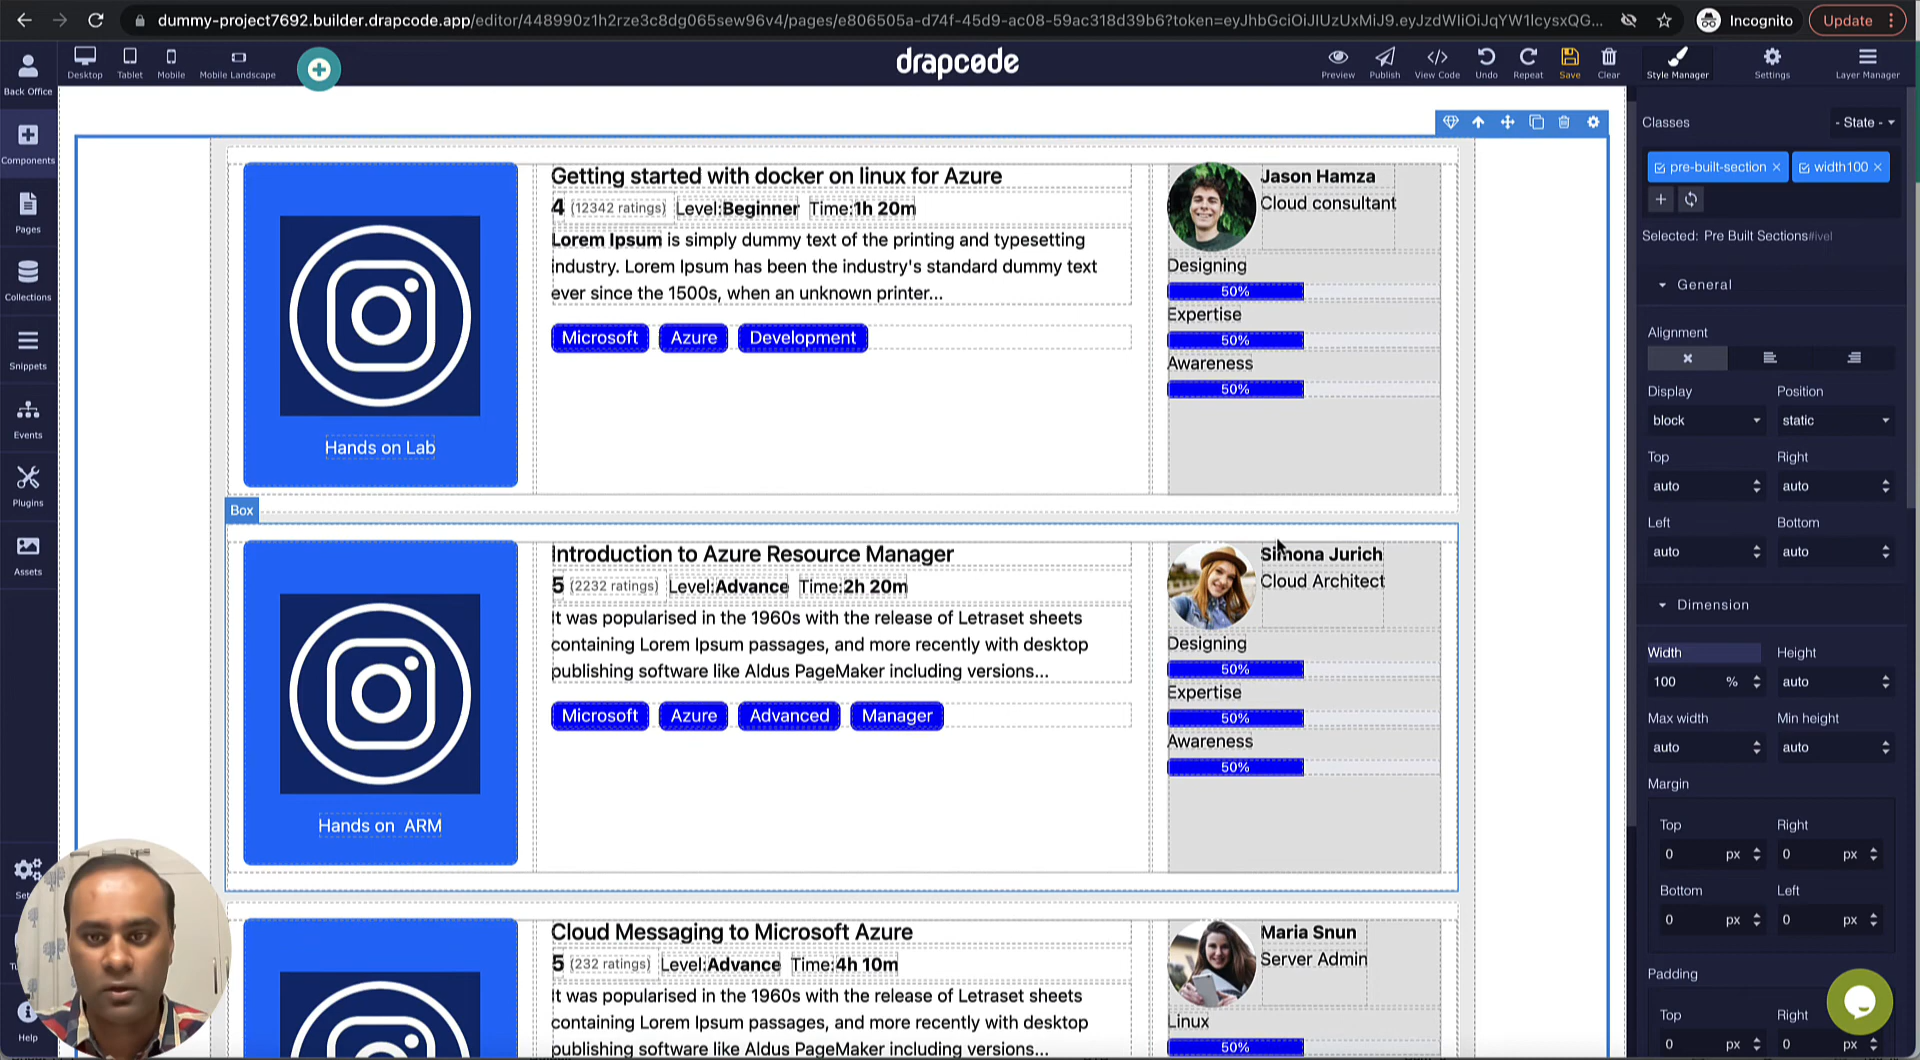 dummy-project7692.builder.drapcode.app/editor/448990z1h2rze3c8dg065sew96v4/pages/e806505a-d74f-45d9-ac08-59ac318d39b6?token=eyJhbGciOiJIUzUxMiJ9.eyJzdWIiOiJqYW1lcysxQG...
Incognito
Update
Back Office
Desktop
Tablet
Mobile
Mobile Landscape
drapcode
Preview
Publish
View Code
Undo
Repeat
Save
Clear
Style Manager
Settings
Layer Manager
Components
Pages
Collections
Snippets
Events
Plugins
Assets
Help
Getting started with docker on linux for Azure
4 (12342 ratings) Level:Beginner Time:1h 20m
Lorem Ipsum is simply dummy text of the printing and typesetting
industry. Lorem Ipsum has been the industry's standard dummy text
ever since the 1500s, when an unknown printer...
Microsoft Azure Development
Hands on Lab
Jason Hamza
Cloud consultant
Designing
50%
Expertise
50%
Awareness
50%
Box
Introduction to Azure Resource Manager
5 (2232 ratings) Level:Advance Time:2h 20m
It was popularised in the 1960s with the release of Letraset sheets
containing Lorem Ipsum passages, and more recently with desktop
publishing software like Aldus PageMaker including versions...
Microsoft Azure Advanced Manager
Hands on ARM
Simona Jurich
Cloud Architect
Designing
50%
Expertise
50%
Awareness
50%
Cloud Messaging to Microsoft Azure
5 (232 ratings) Level:Advance Time:4h 10m
It was popularised in the 1960s with the release of Letraset sheets
containing Lorem Ipsum passages, and more recently with desktop
publishing software like Aldus PageMaker including versions...
Maria Snun
Server Admin
Linux
50%
Classes
- State -
pre-built-section
width100
Selected: Pre Built Sections#ivel
General
Alignment
Display Position
block static
Top Right
auto auto
Left Bottom
auto auto
Dimension
Width Height
100 % auto
Max width Min height
auto auto
Margin
Top Right
0 px 0 px
Bottom Left
0 px 0 px
Padding
Top Right
0 px 0 px